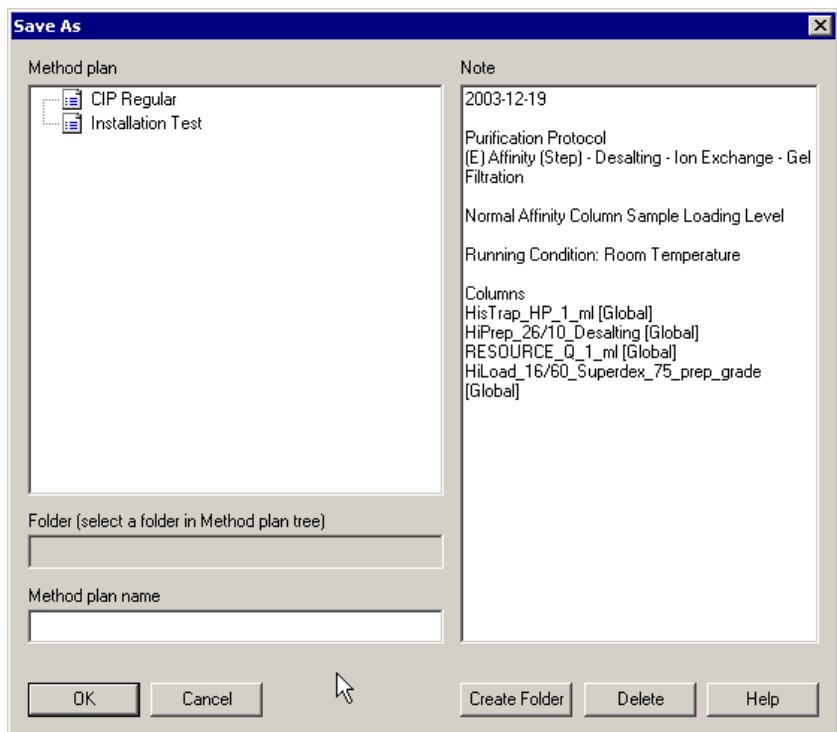 Save As
Method plan
CIP Regular
Installation Test
Folder (select a folder in Method plan tree)
Method plan name
Note
2003-12-19
Purification Protocol
(E) Affinity (Step) - Desalting - Ion Exchange - Gel
Filtration
Normal Affinity Column Sample Loading Level
Running Condition: Room Temperature
Columns
HisTrap_HP_1_ml [Global]
HiPrep_26/10_Desalting [Global]
RESOURCE_Q_1_ml [Global]
HiLoad_16/60_Superdex_75_prep_grade
[Global]
OK
Cancel
Create Folder
Delete
Help